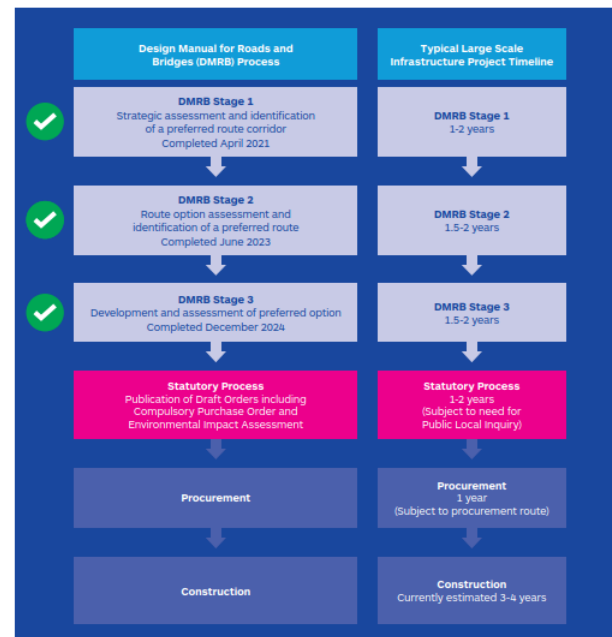 Design Manual for Roads and
Bridges (DMRB) Process
Typical Large Scale
Infrastructure Project Timeline
DMRB Stage 1
Strategic assessment and identification
of a preferred route corridor
Completed April 2021
DMRB Stage 1
1-2 years
DMRB Stage 2
Route option assessment and
identification of a preferred route
Completed June 2023
DMRB Stage 2
1.5-2 years
DMRB Stage 3
Development and assessment of preferred option
Completed December 2024
DMRB Stage 3
1.5-2 years
Statutory Process
Publication of Draft Orders including
Compulsory Purchase Order and
Environmental Impact Assessment
Statutory Process
1-2 years
(Subject to need for
Public Local Inquiry)
Procurement
Procurement
1 year
(Subject to procurement route)
Construction
Construction
Currently estimated 3-4 years